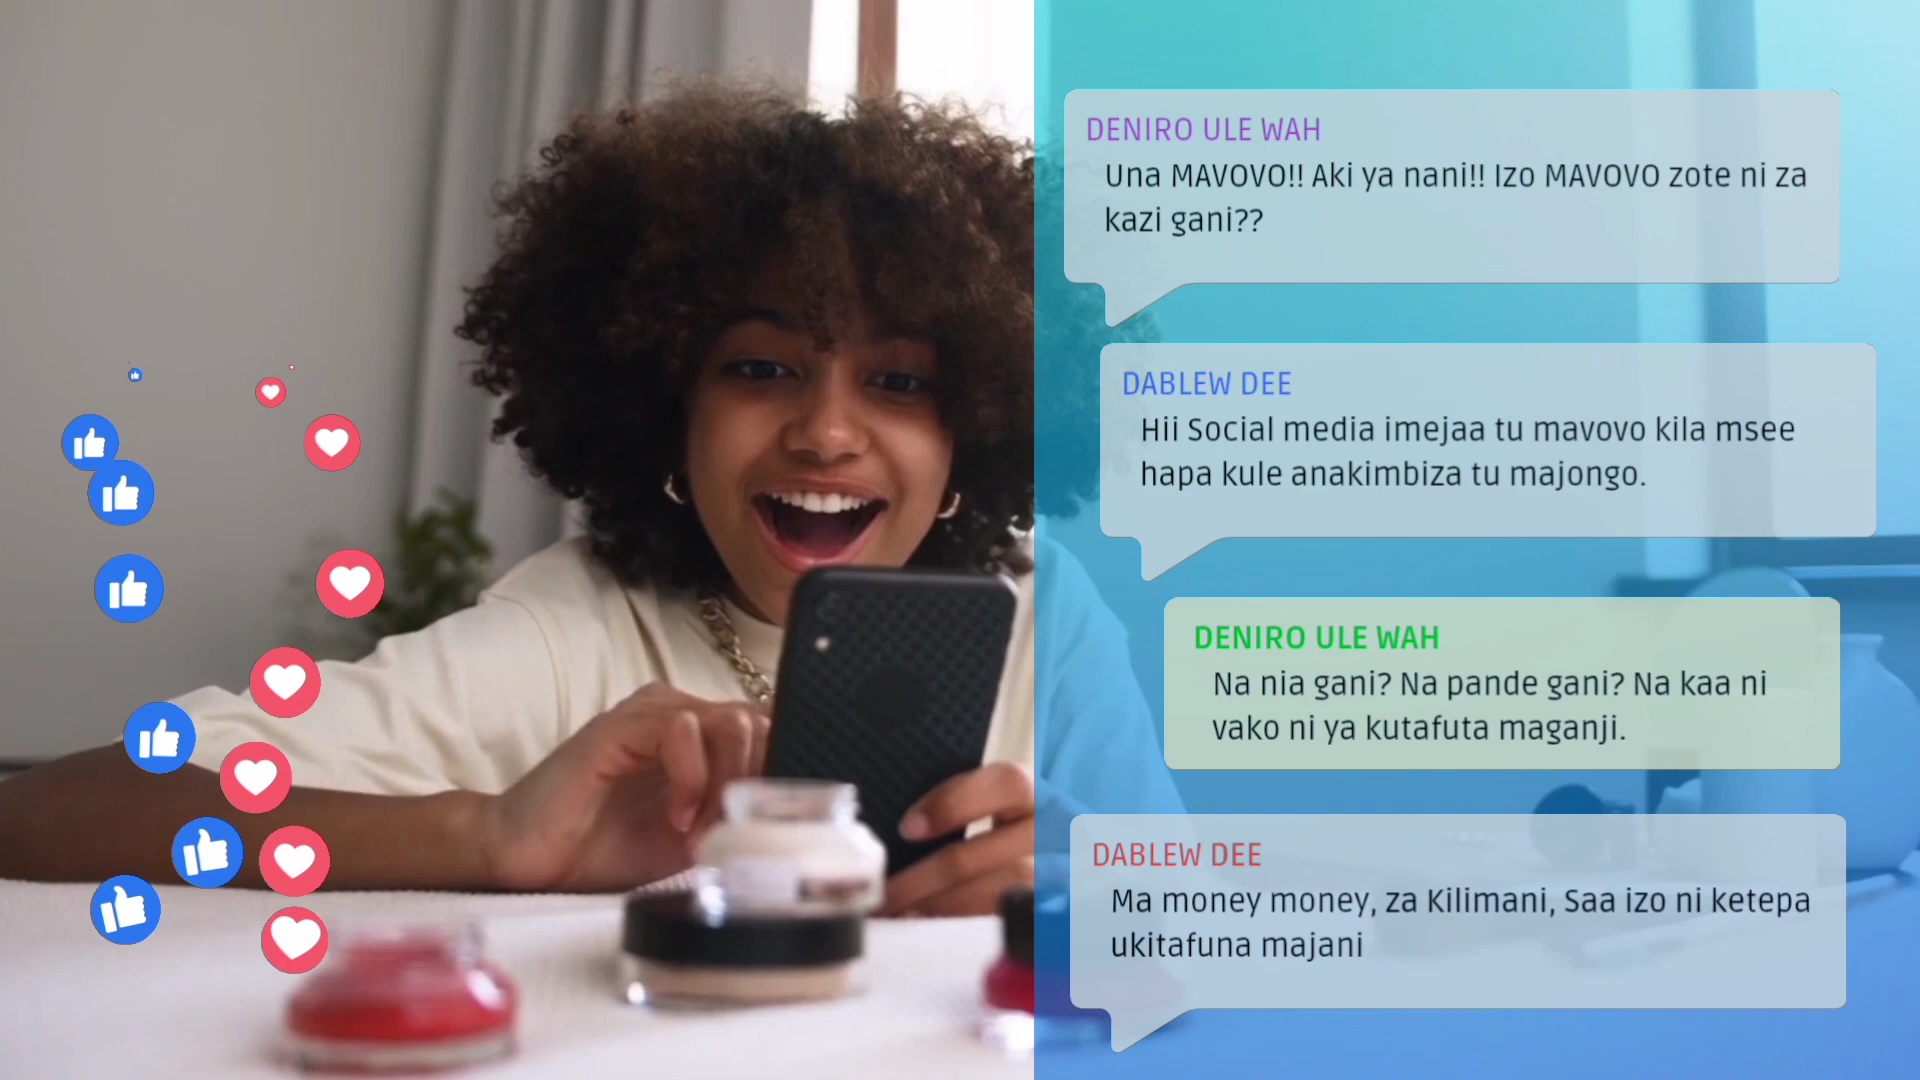 DENIRO ULE WAH
Una MAVOVO!! Aki ya nani!! Izo MAVOVO zote ni za
kazi gani??
DABLEW DEE
Hii Social media imejaa tu mavovo kila msee
hapa kule anakimbiza tu majongo.
DENIRO ULE WAH
Na nia gani? Na pande gani? Na kaa ni
vako ni ya kutafuta maganji.
DABLEW DEE
Ma money money, za Kilimani, Saa izo ni ketepa
ukitafuna majani